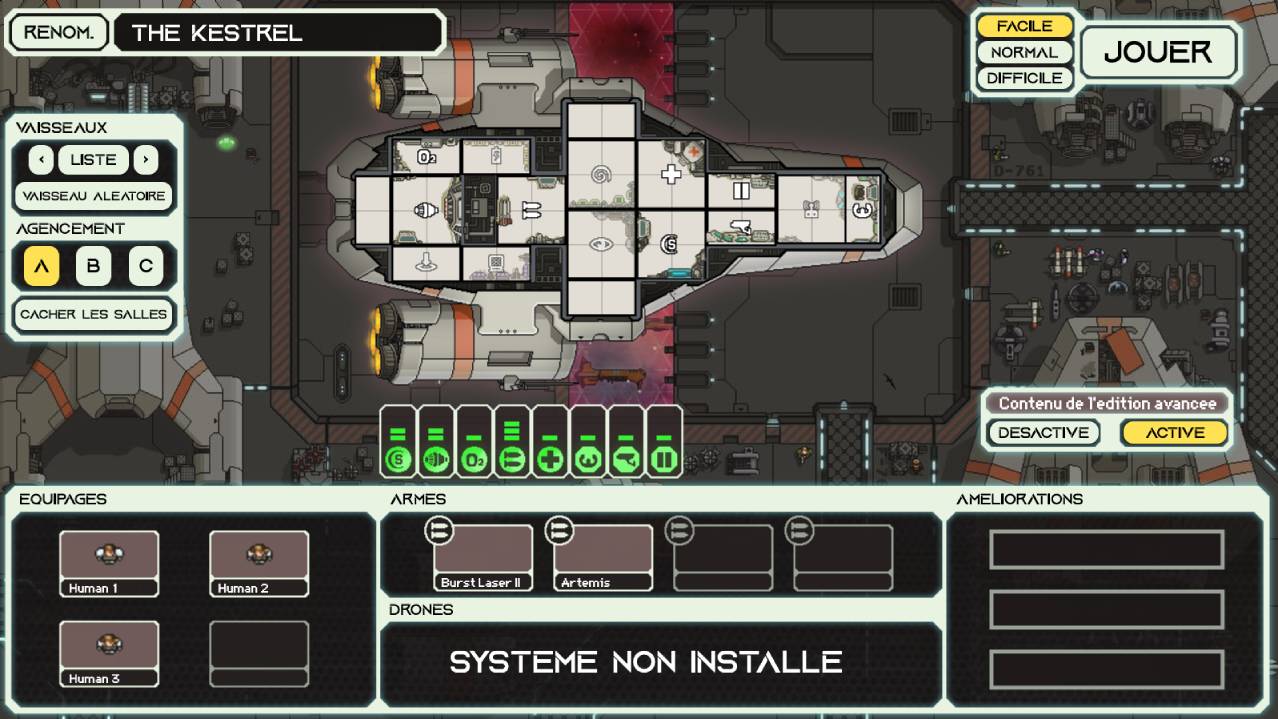 RENOM.
THE KESTREL
FACILE
NORMAL
DIFFICILE
JOUER
VAISSEAUX
LISTE
VAISSEAU ALEATOIRE
AGENCEMENT
A
B
C
CACHER LES SALLES
O2
S
D-761
Contenu de l'edition avancee
DESACTIVE
ACTIVE
S
O2
EQUIPAGES
ARMES
AMELIORATIONS
Burst Laser II
Artemis
Human 1
Human 2
Human 3
DRONES
SYSTEME NON INSTALLE